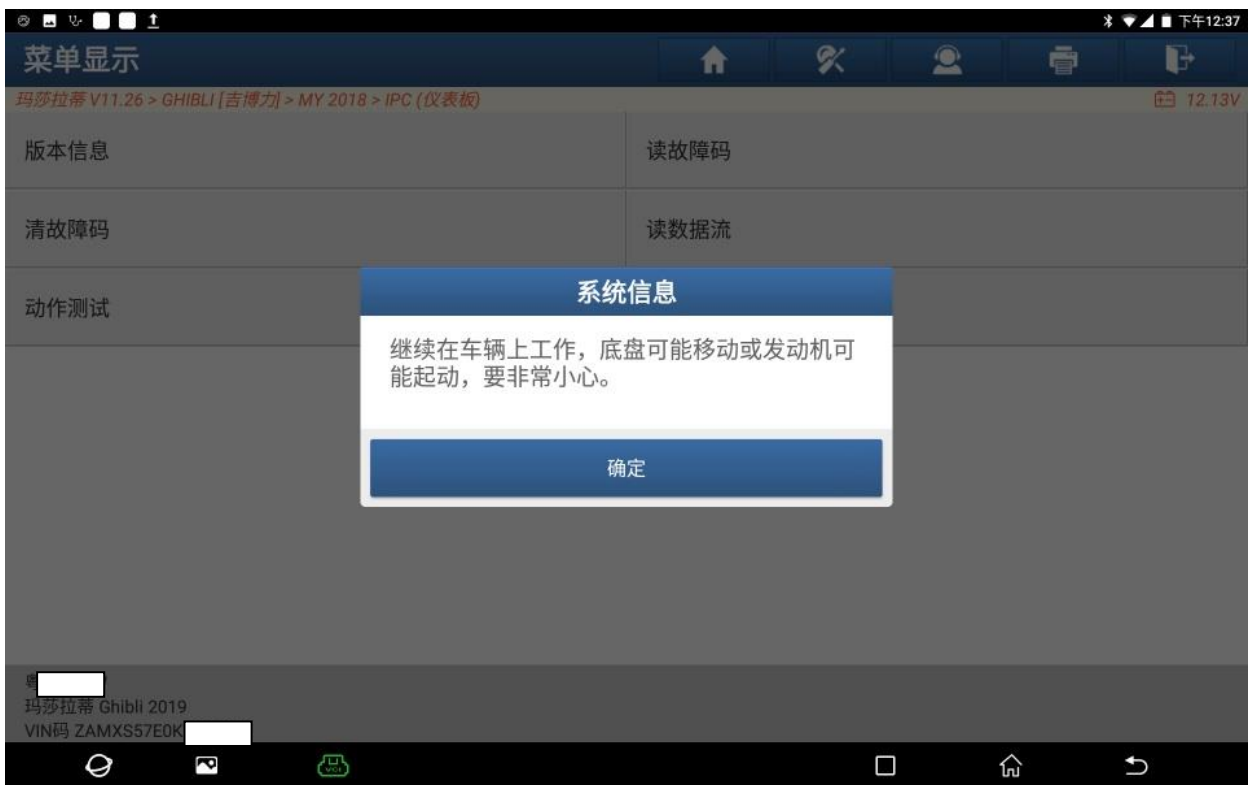 下午12:37
菜单显示
玛莎拉蒂 V11.26 > GHIBLI [吉博力] > MY 2018 > IPC (仪表板)
12.13V
版本信息
读故障码
清故障码
读数据流
动作测试
系统信息
继续在车辆上工作，底盘可能移动或发动机可
能起动，要非常小心。
确定
粤
玛莎拉蒂 Ghibli 2019
VIN码 ZAMXS57E0K
VCI